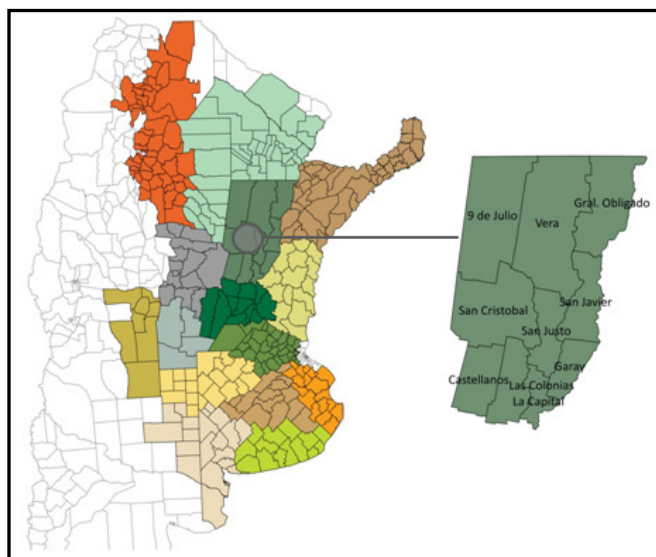 9 de Julio
Vera
Gral. Obligado
San Cristobal
San Javier
San Justo
Castellanos
Las Colonias
Garay
La Capital